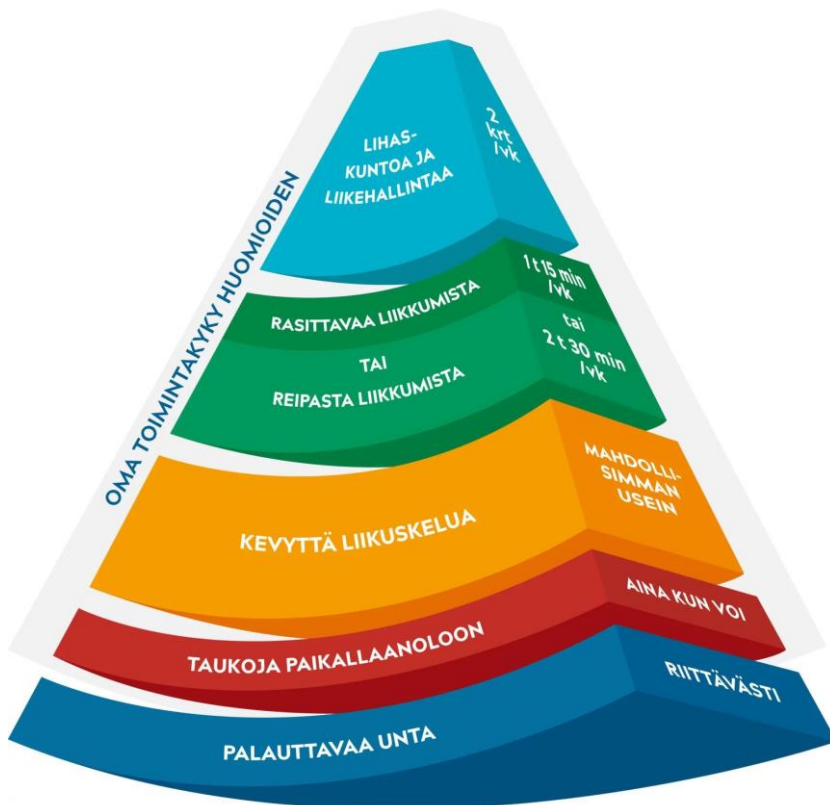 OMA TOIMINTAKYKY HUOMIOIDEN
LIHAS-
KUNTOA JA
LIIKEHALLINTAA
2
krt
/vk
RASITTAVAA LIIKKUMISTA
TAI
REIPASTA LIIKKUMISTA
1 t 15 min
/vk
tai
2 t 30 min
/vk
KEVYTTÄ LIIKUSKELUA
MAHDOLLI-
SIMMAN
USEIN
TAUKOJA PAIKALLAANOLOON
AINA KUN VOI
PALAUTTAVAA UNTA
RIITTÄVÄSTI